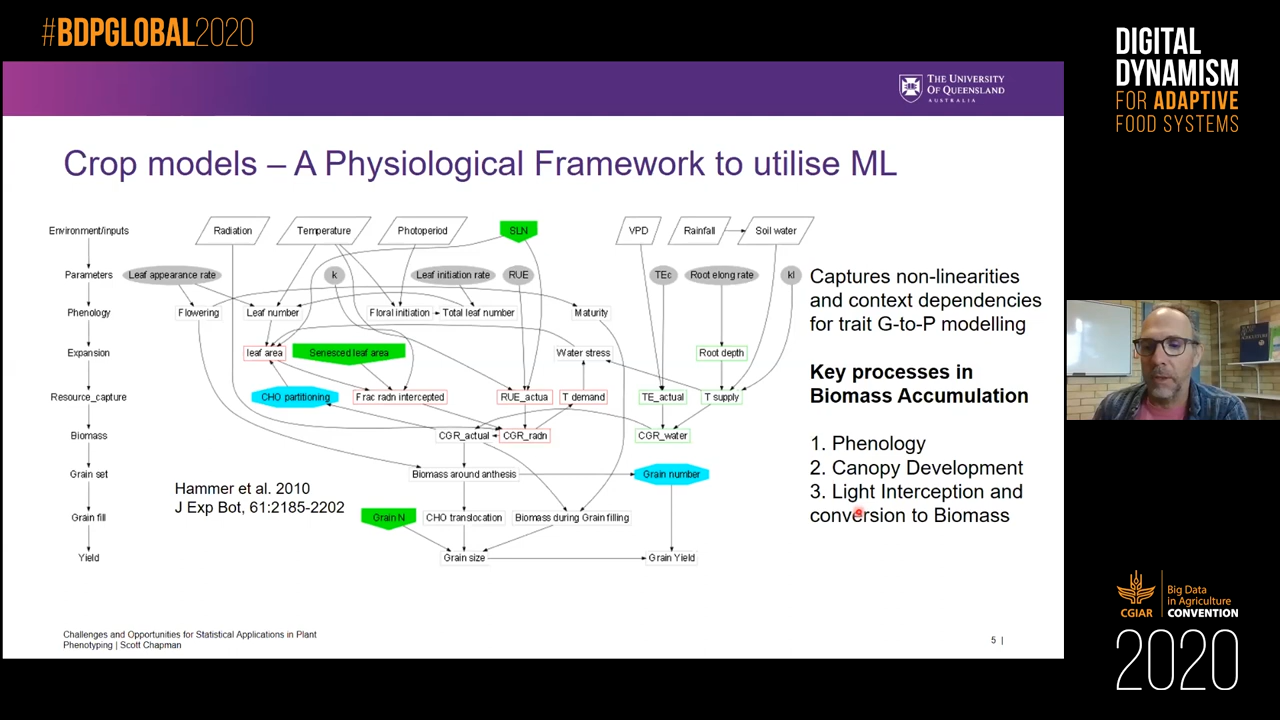 #BDPGLOBAL2020
DIGITAL
DYNAMISM
FOR ADAPTIVE
FOOD SYSTEMS
THE UNIVERSITY
OF QUEENSLAND
AUSTRALIA
Crop models – A Physiological Framework to utilise ML
Environment/inputs
Radiation
Temperature
Photoperiod
SLN
VPD
Rainfall
Soil water
Parameters
Leaf appearance rate
k
Leaf initiation rate
RUE
TEc
Root elong rate
kl
Phenology
Flowering
Leaf number
Floral initiation
Total leaf number
Maturity
Expansion
leaf area
Senesced leaf area
Water stress
Root depth
Resource_capture
CHO partitioning
Frac radn intercepted
RUE_actua
T demand
TE_actual
T supply
Biomass
CGR_actual
CGR_radn
CGR_water
Grain set
Biomass around anthesis
Grain number
Grain fill
Grain N
CHO translocation
Biomass during Grain filling
Yield
Grain size
Grain Yield
Hammer et al. 2010
J Exp Bot, 61:2185-2202
Captures non-linearities
and context dependencies
for trait G-to-P modelling
Key processes in
Biomass Accumulation
1. Phenology
2. Canopy Development
3. Light Interception and
conversion to Biomass
Challenges and Opportunities for Statistical Applications in Plant
Phenotyping | Scott Chapman
5 |
CGIAR
Big Data
in Agriculture
CONVENTION
2020